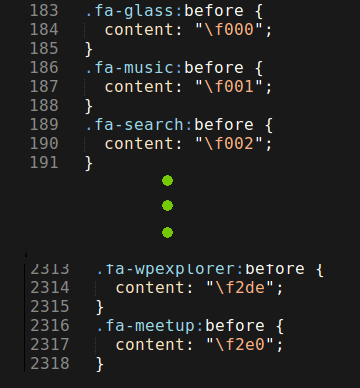 183 .fa-glass:before {
184 content: "\f000";
185 }
186 .fa-music:before {
187 content: "\f001";
188 }
189 .fa-search:before {
190 content: "\f002";
191 }
2313 .fa-wpexplorer:before {
2314 content: "\f2de";
2315 }
2316 .fa-meetup:before {
2317 content: "\f2e0";
2318 }